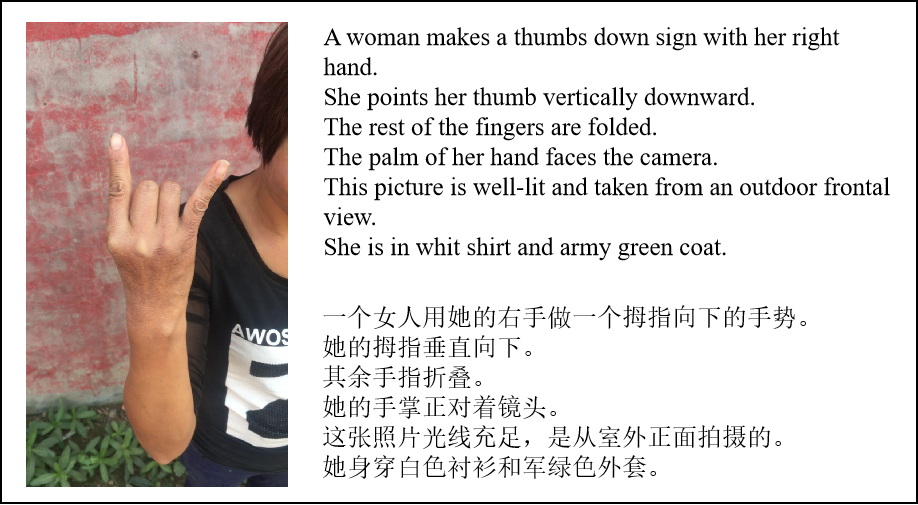 A woman makes a thumbs down sign with her right
hand.
She points her thumb vertically downward.
The rest of the fingers are folded.
The palm of her hand faces the camera.
This picture is well-lit and taken from an outdoor frontal
view.
She is in whit shirt and army green coat.
一个女人用她的右手做一个拇指向下的手势。
她的拇指垂直向下。
其余手指折叠。
她的手掌正对着镜头。
这张照片光线充足，是从室外正面拍摄的。
她身穿白色衬衫和军绿色外套。
AWOS